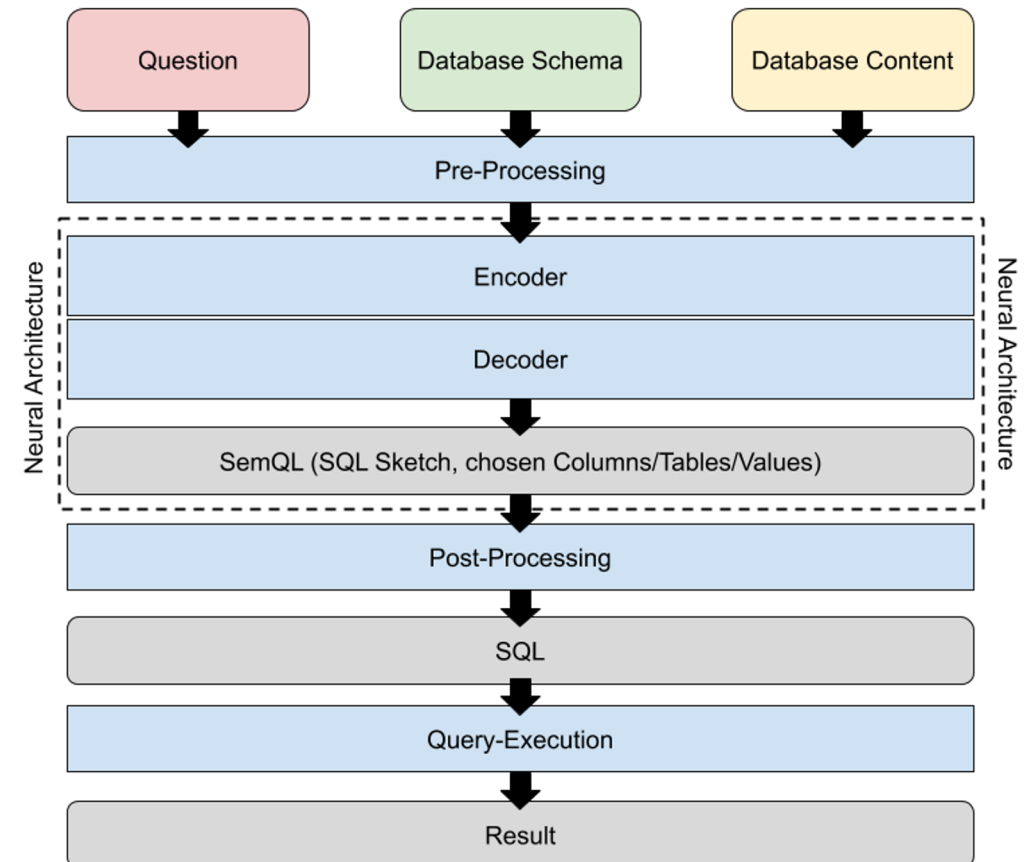 Question
Database Schema
Database Content
Pre-Processing
Neural Architecture
Encoder
Decoder
SemQL (SQL Sketch, chosen Columns/Tables/Values)
Neural Architecture
Post-Processing
SQL
Query-Execution
Result